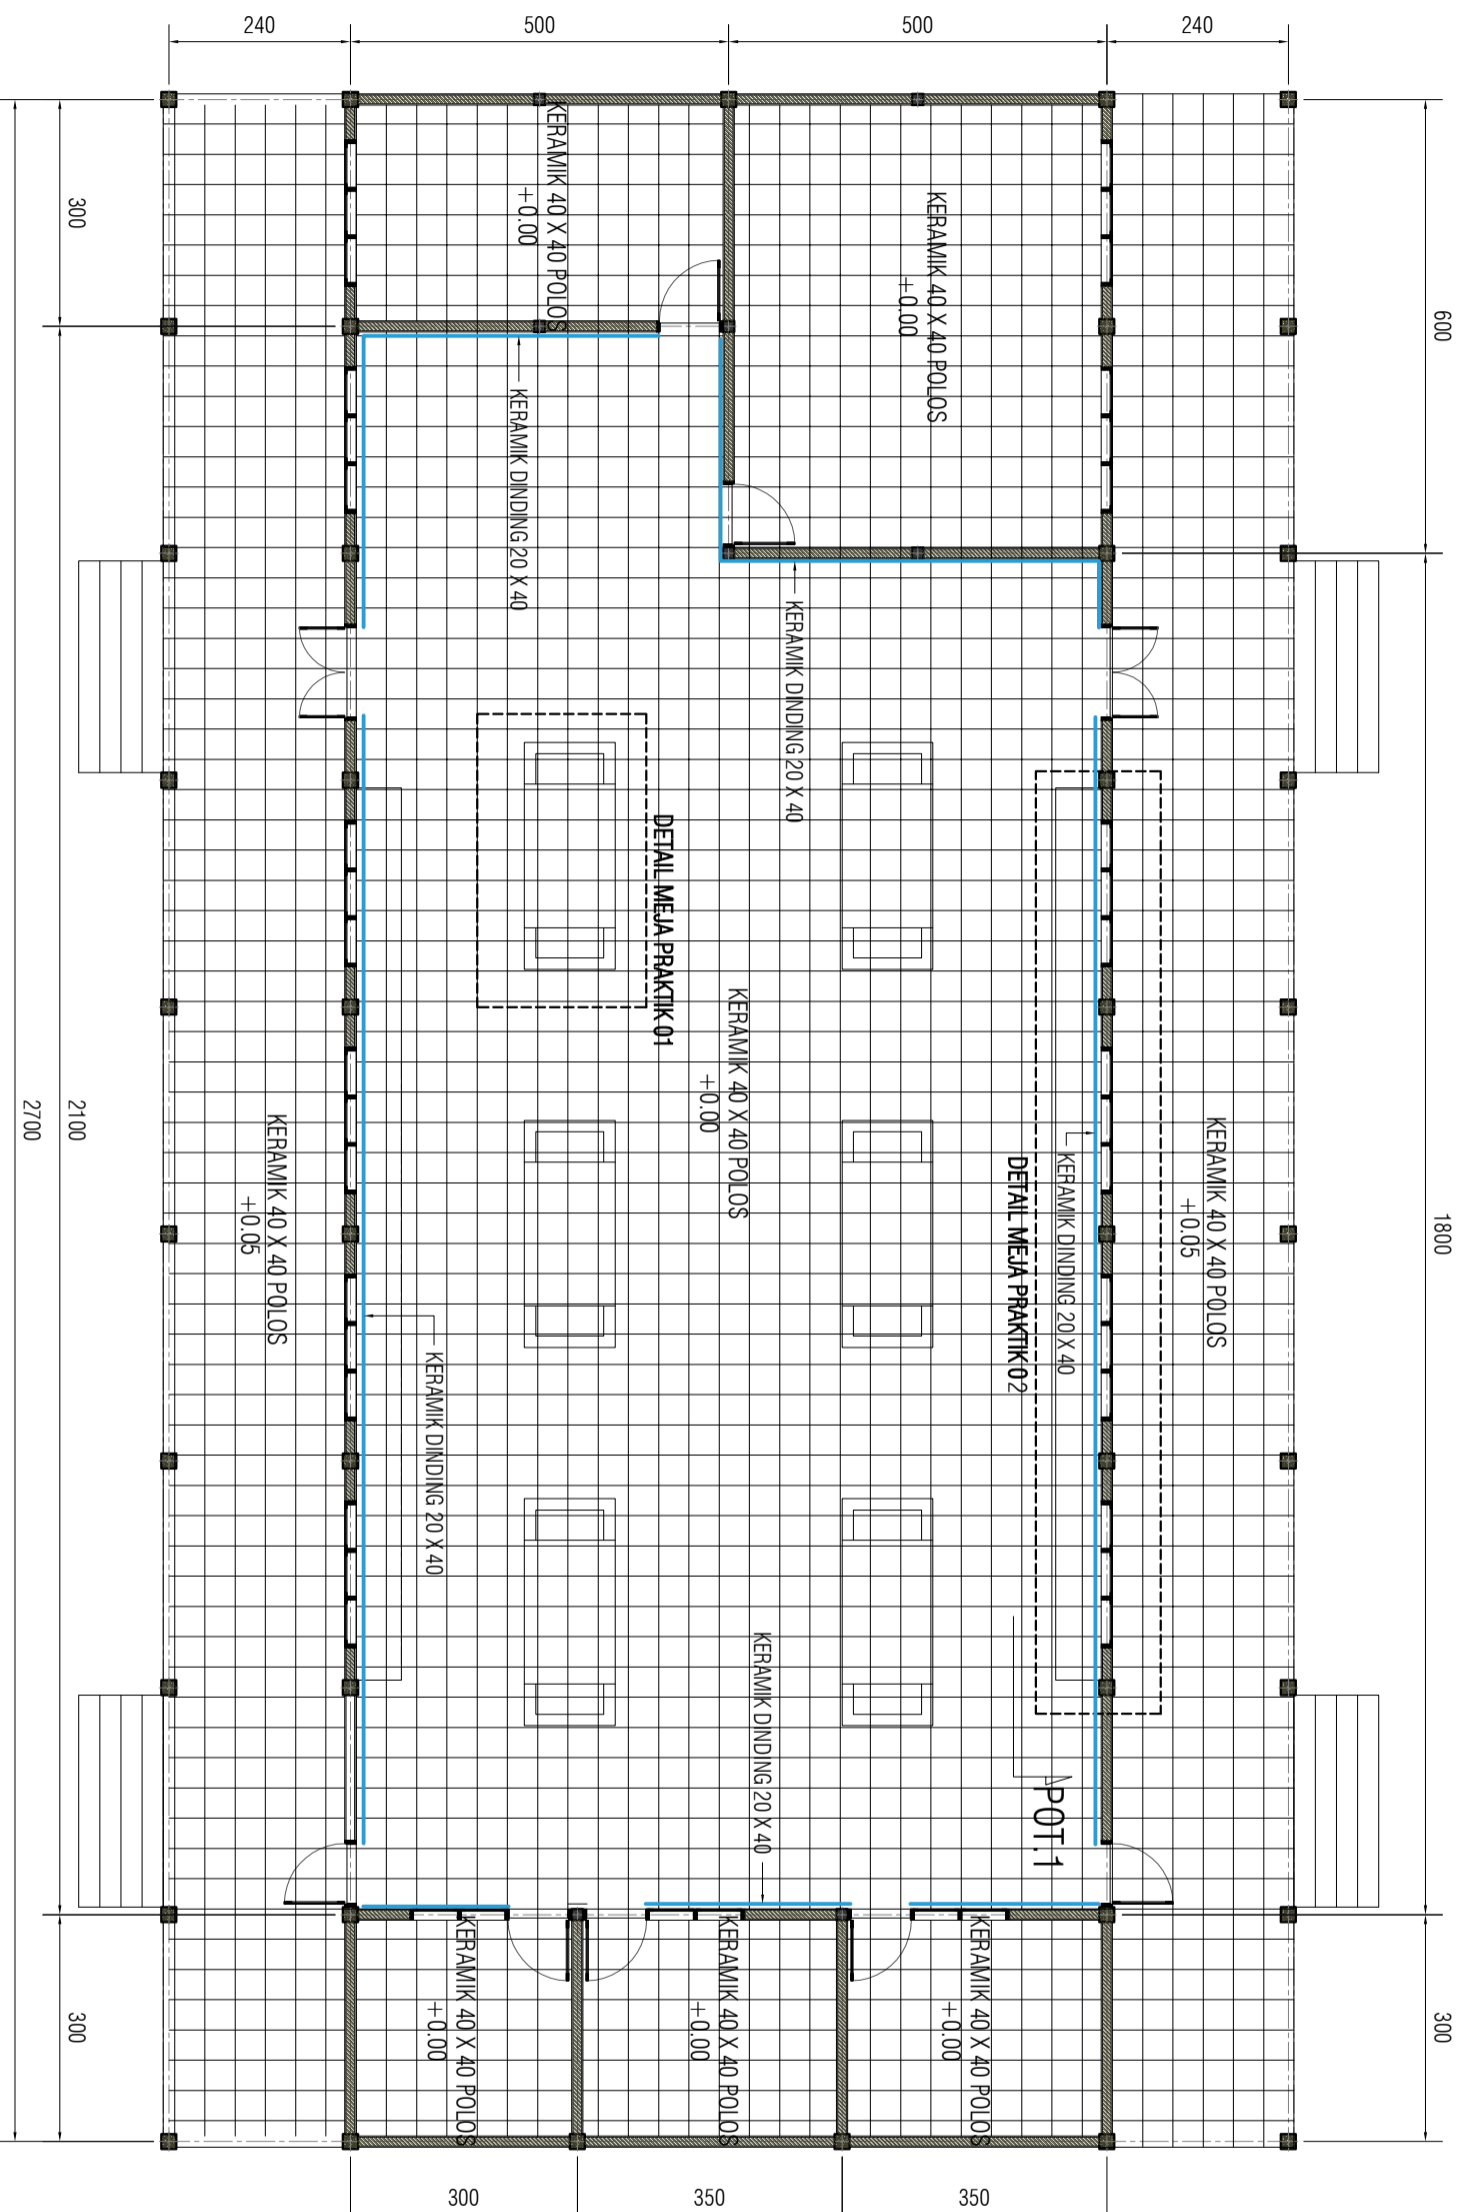 240
500
500
240
300
600
KERAMIK 40 X 40 POLOS
+0.00
KERAMIK 40 X 40 POLOS
+0.00
KERAMIK DINDING 20 X 40
KERAMIK DINDING 20 X 40
DETAIL MEJA PRAKTIK 01
KERAMIK 40 X 40 POLOS
+0.00
2700
2100
KERAMIK 40 X 40 POLOS
+0.05
KERAMIK 40 X 40 POLOS
+0.05
KERAMIK DINDING 20 X 40
DETAIL MEJA PRAKTIK 02
1800
KERAMIK DINDING 20 X 40
KERAMIK DINDING 20 X 40
POT.1
KERAMIK 40 X 40 POLOS
+0.00
KERAMIK 40 X 40 POLOS
+0.00
KERAMIK 40 X 40 POLOS
+0.00
300
300
300
350
350